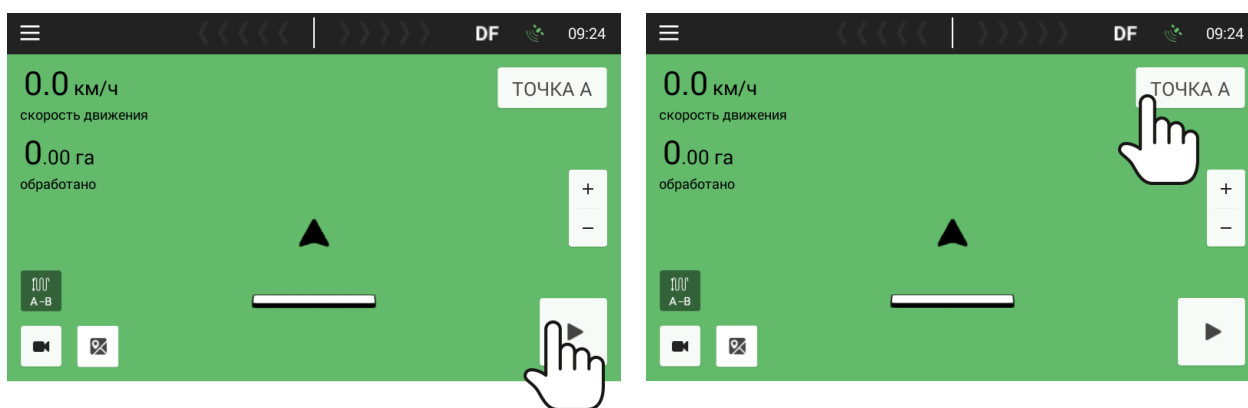 DF 09:24
0.0 км/ч
скорость движения
ТОЧКА А
0.00 га
обработано
+
−
A-B
DF 09:24
0.0 км/ч
скорость движения
ТОЧКА А
0.00 га
обработано
+
−
A-B